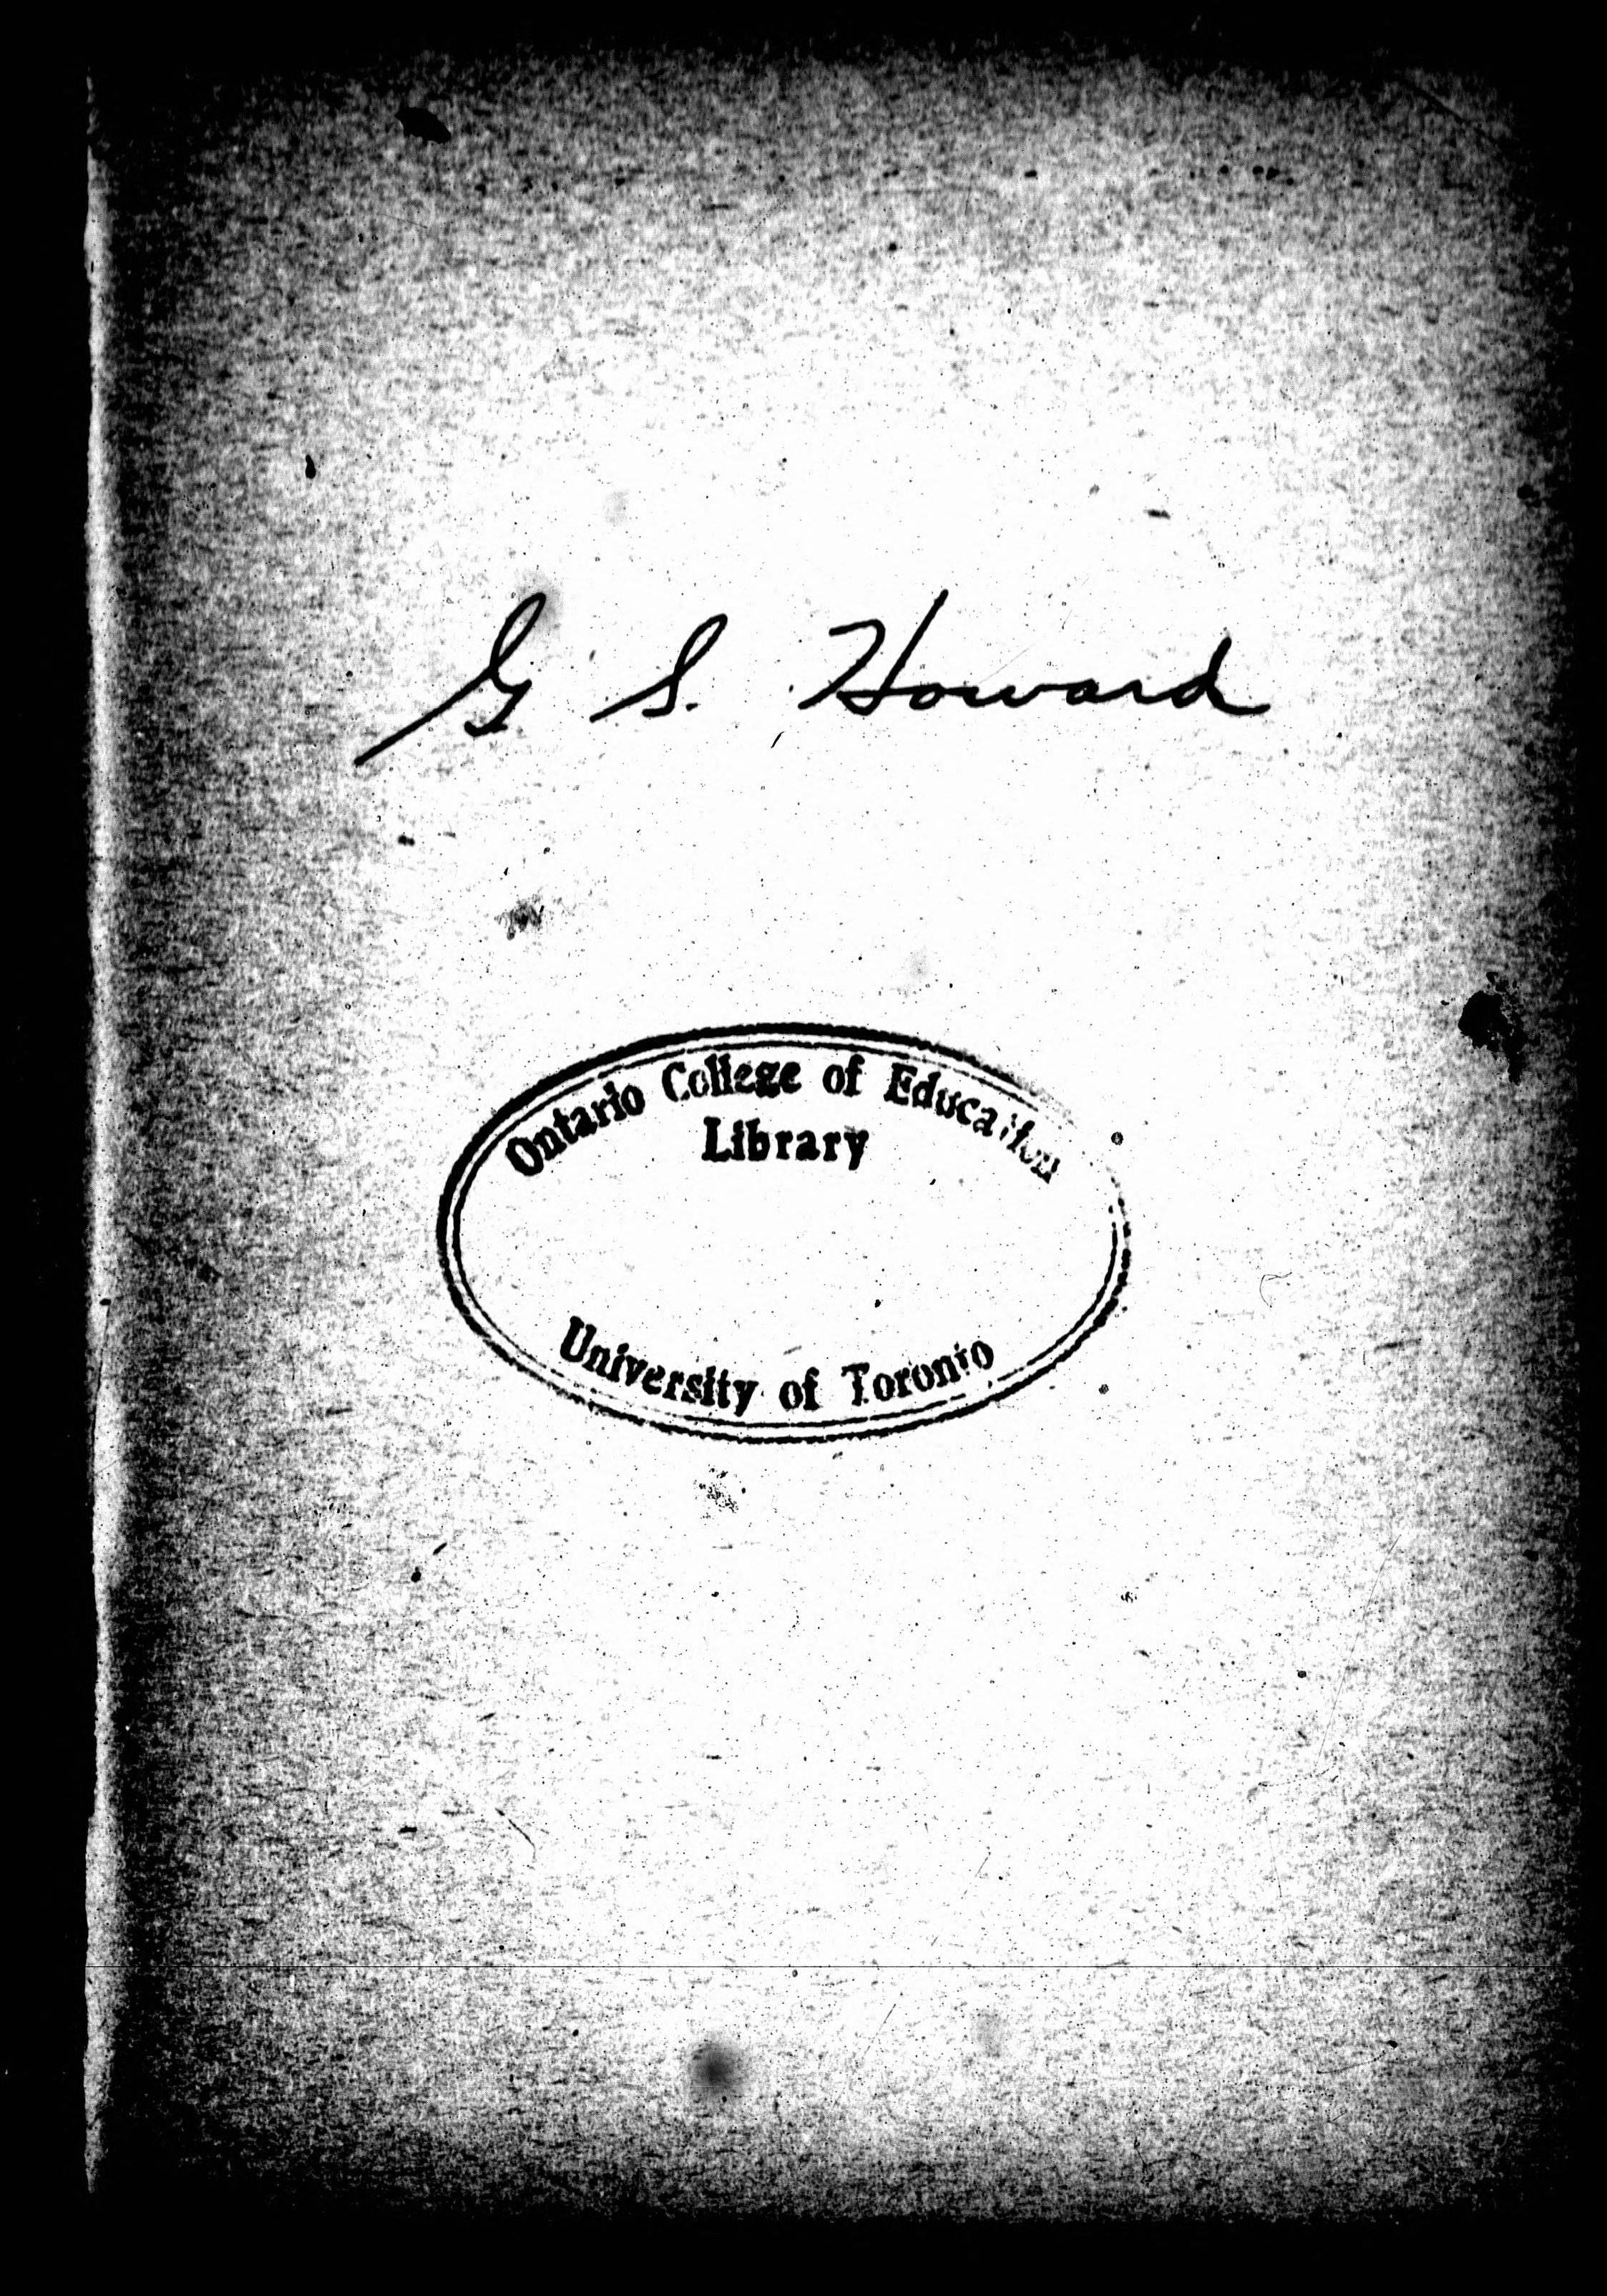 G S. Howard
Ontario College of Education
Library
University of Toronto